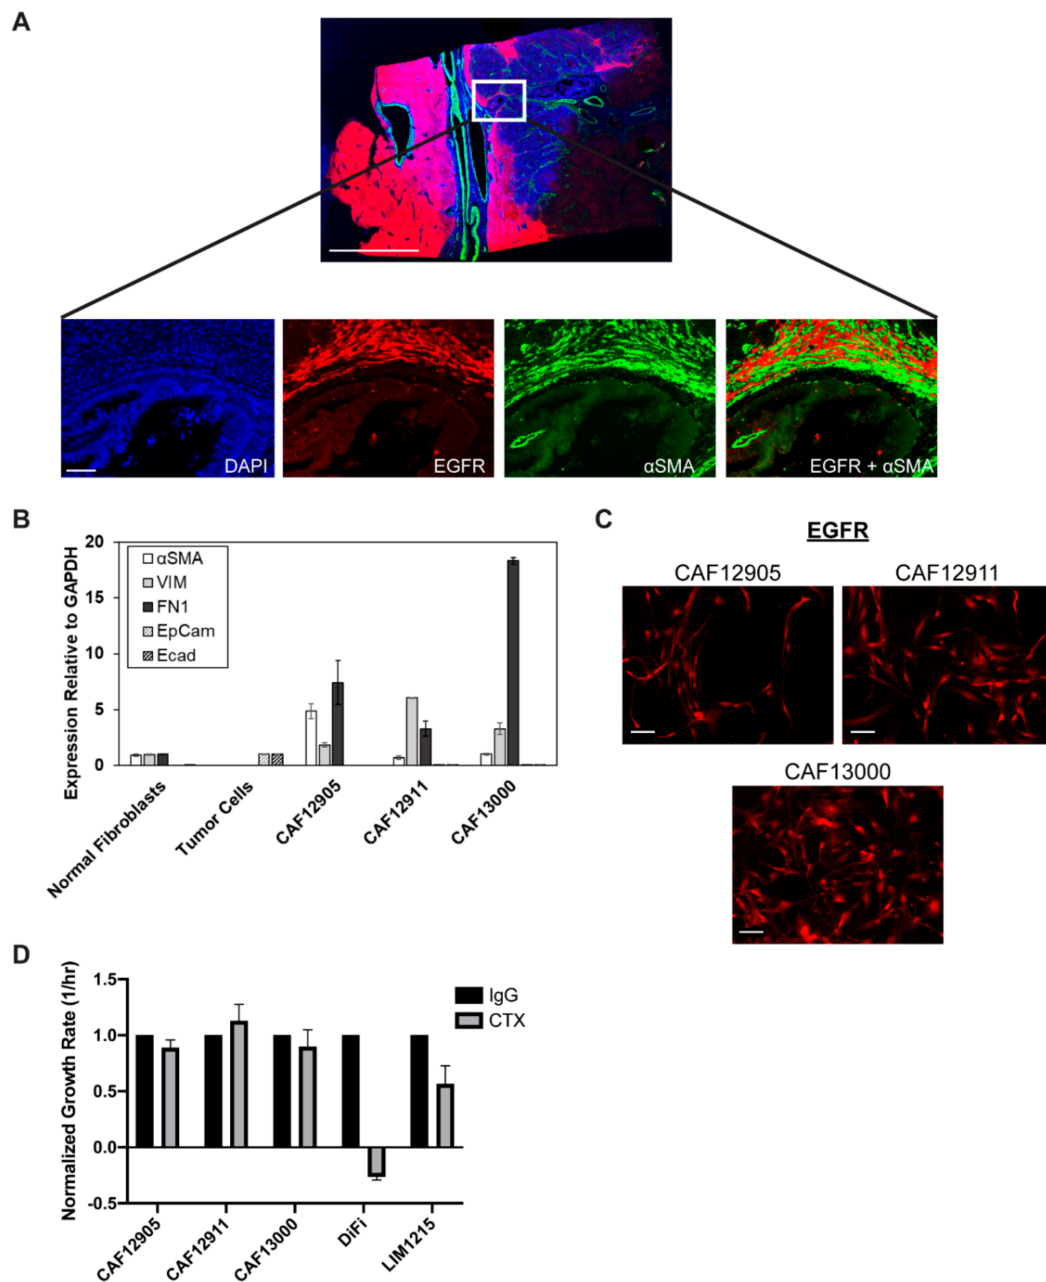 A
DAPI
EGFR
αSMA
EGFR + αSMA
B
Expression Relative to GAPDH
20
15
10
5
0
αSMA
VIM
FN1
EpCam
Ecad
Normal Fibroblasts
Tumor Cells
CAF12905
CAF12911
CAF13000
C
EGFR
CAF12905
CAF12911
CAF13000
D
Normalized Growth Rate (1/hr)
1.5
1.0
0.5
0.0
-0.5
IgG
CTX
CAF12905
CAF12911
CAF13000
DiFi
LIM1215